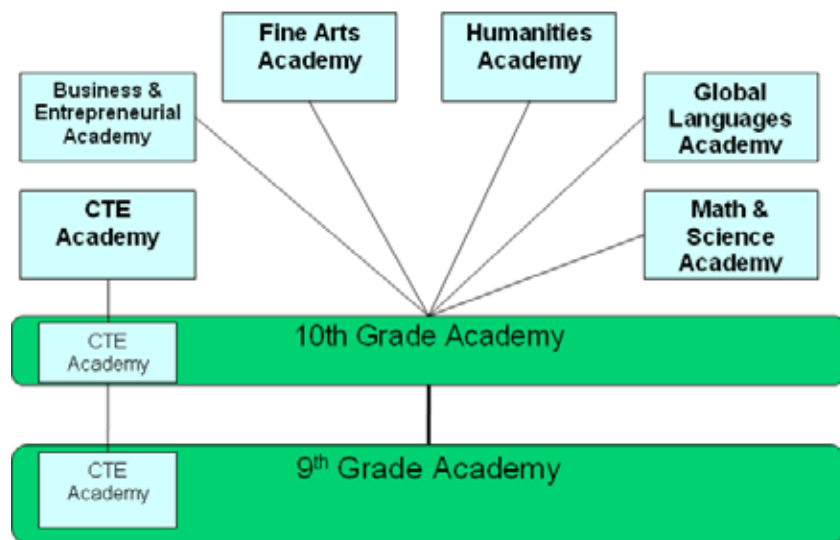 Fine Arts
Academy
Humanities
Academy
Business &
Entrepreneurial
Academy
Global
Languages
Academy
CTE
Academy
Math &
Science
Academy
10th Grade Academy
CTE
Academy
9th Grade Academy
CTE
Academy